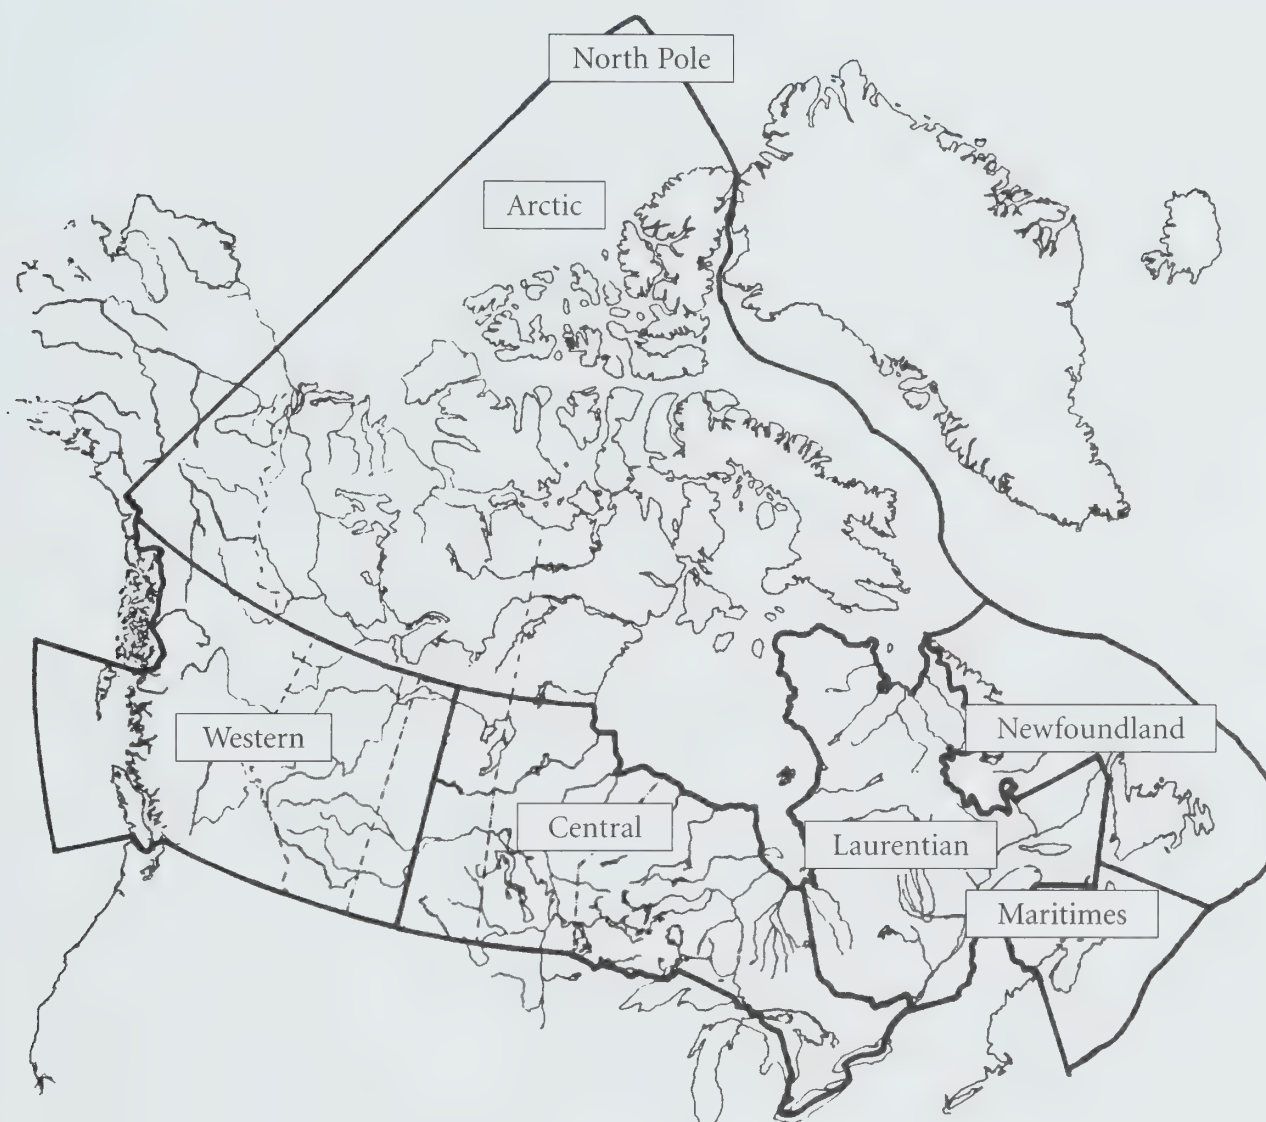 North Pole
Arctic
Western
Newfoundland
Central
Laurentian
Maritimes